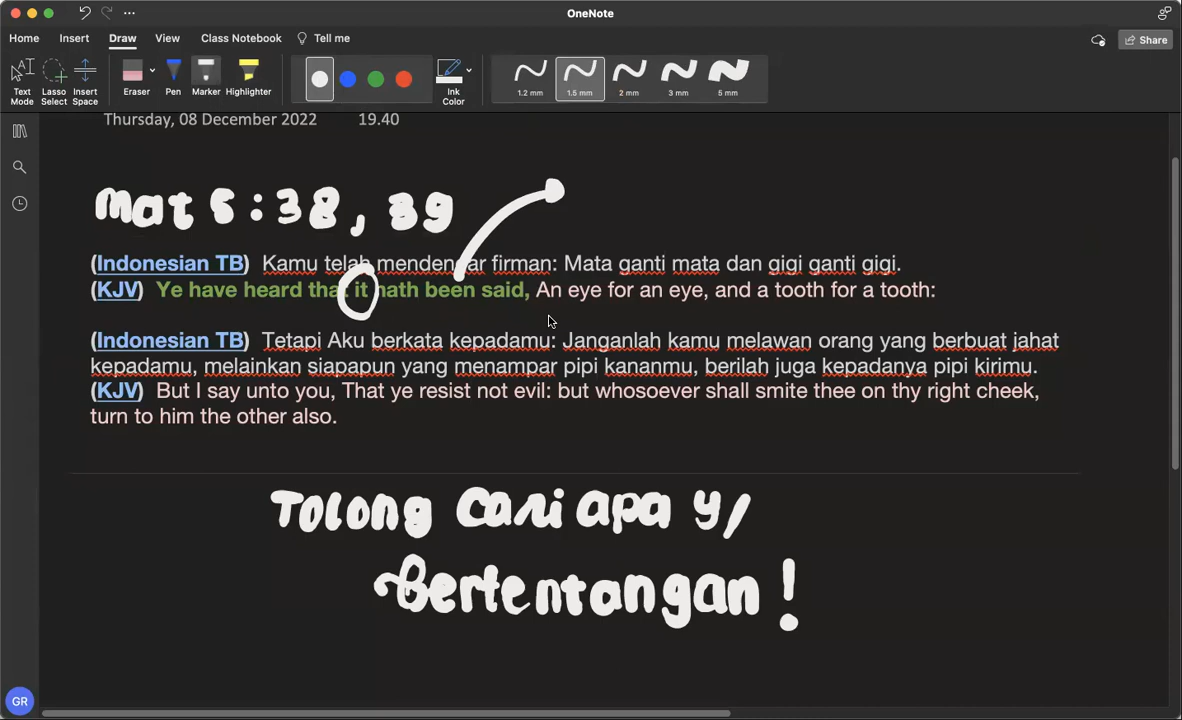 OneNote
Home Insert Draw View Class Notebook Tell me
Share
Text Mode
Lasso Select
Insert Space
Eraser
Pen
Marker
Highlighter
Ink Color
1.2 mm
1.5 mm
2 mm
3 mm
5 mm
Thursday, 08 December 2022 19.40
Mat 5:38, 39
(Indonesian TB) Kamu telah mendengar firman: Mata ganti mata dan gigi ganti gigi.
(KJV) Ye have heard that it hath been said, An eye for an eye, and a tooth for a tooth:
(Indonesian TB) Tetapi Aku berkata kepadamu: Janganlah kamu melawan orang yang berbuat jahat
kepadamu, melainkan siapapun yang menampar pipi kananmu, berilah juga kepadanya pipi kirimu.
(KJV) But I say unto you, That ye resist not evil: but whosoever shall smite thee on thy right cheek,
turn to him the other also.
Tolong Cari apa y/
Bertentangan!
GR